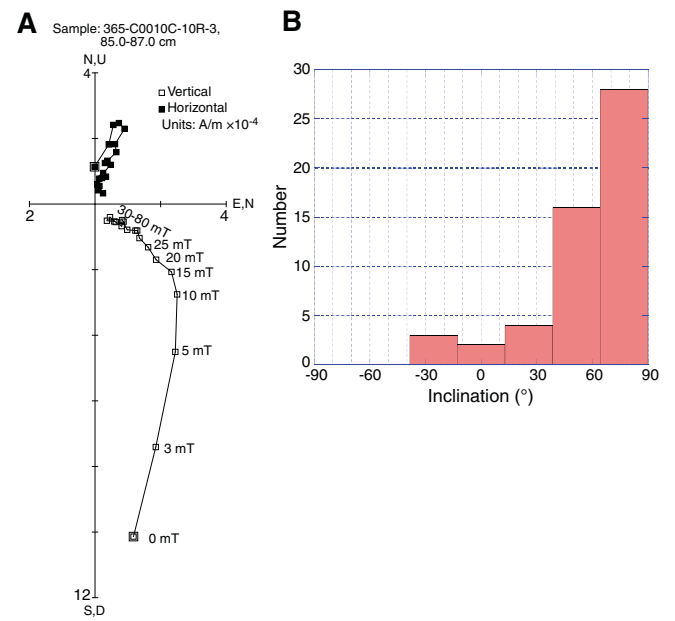 A
Sample: 365-C0010C-10R-3,
85.0-87.0 cm
N,U
4
Vertical
Horizontal
Units: A/m ×10-4
2
4
E,N
30-80 mT
25 mT
20 mT
15 mT
10 mT
5 mT
3 mT
0 mT
12
S,D
B
30
25
20
15
10
5
0
Number
-90
-60
-30
0
30
60
90
Inclination (°)